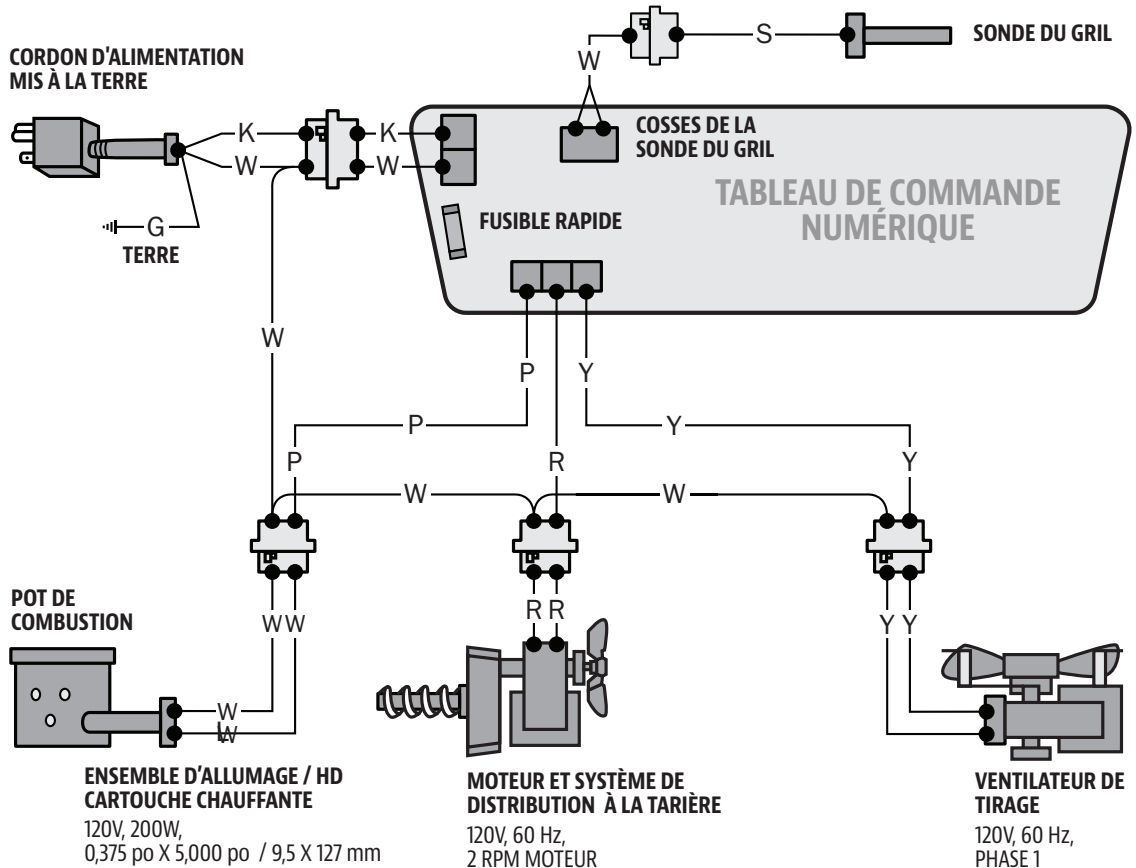 CORDON D'ALIMENTATION
MIS À LA TERRE
K
W
K
W
G
TERRE
W
S
SONDE DU GRIL
COSSES DE LA
SONDE DU GRIL
TABLEAU DE COMMANDE
NUMÉRIQUE
FUSIBLE RAPIDE
W
P
Y
P
Y
P
R
Y
W
W
POT DE
COMBUSTION
W W
R R
Y Y
W
W
ENSEMBLE D'ALLUMAGE / HD
CARTOUCHE CHAUFFANTE
120V, 200W,
0,375 po X 5,000 po / 9,5 X 127 mm
MOTEUR ET SYSTÈME DE
DISTRIBUTION À LA TARIÈRE
120V, 60 Hz,
2 RPM MOTEUR
VENTILATEUR DE
TIRAGE
120V, 60 Hz,
PHASE 1